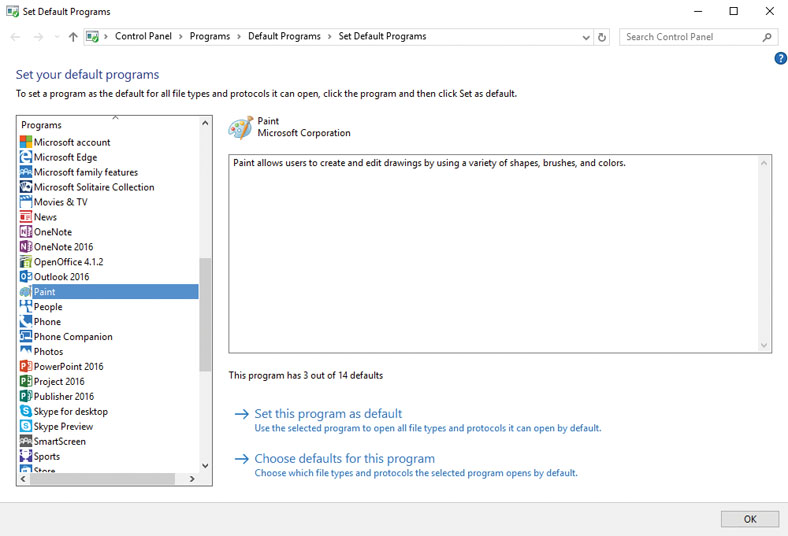 Set Default Programs
Control Panel > Programs > Default Programs > Set Default Programs
Search Control Panel
?
Set your default programs
To set a program as the default for all file types and protocols it can open, click the program and then click Set as default.
Programs
Microsoft account
Microsoft Edge
Microsoft family features
Microsoft Solitaire Collection
Movies & TV
News
OneNote
OneNote 2016
OpenOffice 4.1.2
Outlook 2016
Paint
People
Phone
Phone Companion
Photos
PowerPoint 2016
Project 2016
Publisher 2016
Skype for desktop
Skype Preview
SmartScreen
Sports
Store
Paint
Microsoft Corporation
Paint allows users to create and edit drawings by using a variety of shapes, brushes, and colors.
This program has 3 out of 14 defaults
Set this program as default
Use the selected program to open all file types and protocols it can open by default.
Choose defaults for this program
Choose which file types and protocols the selected program opens by default.
OK